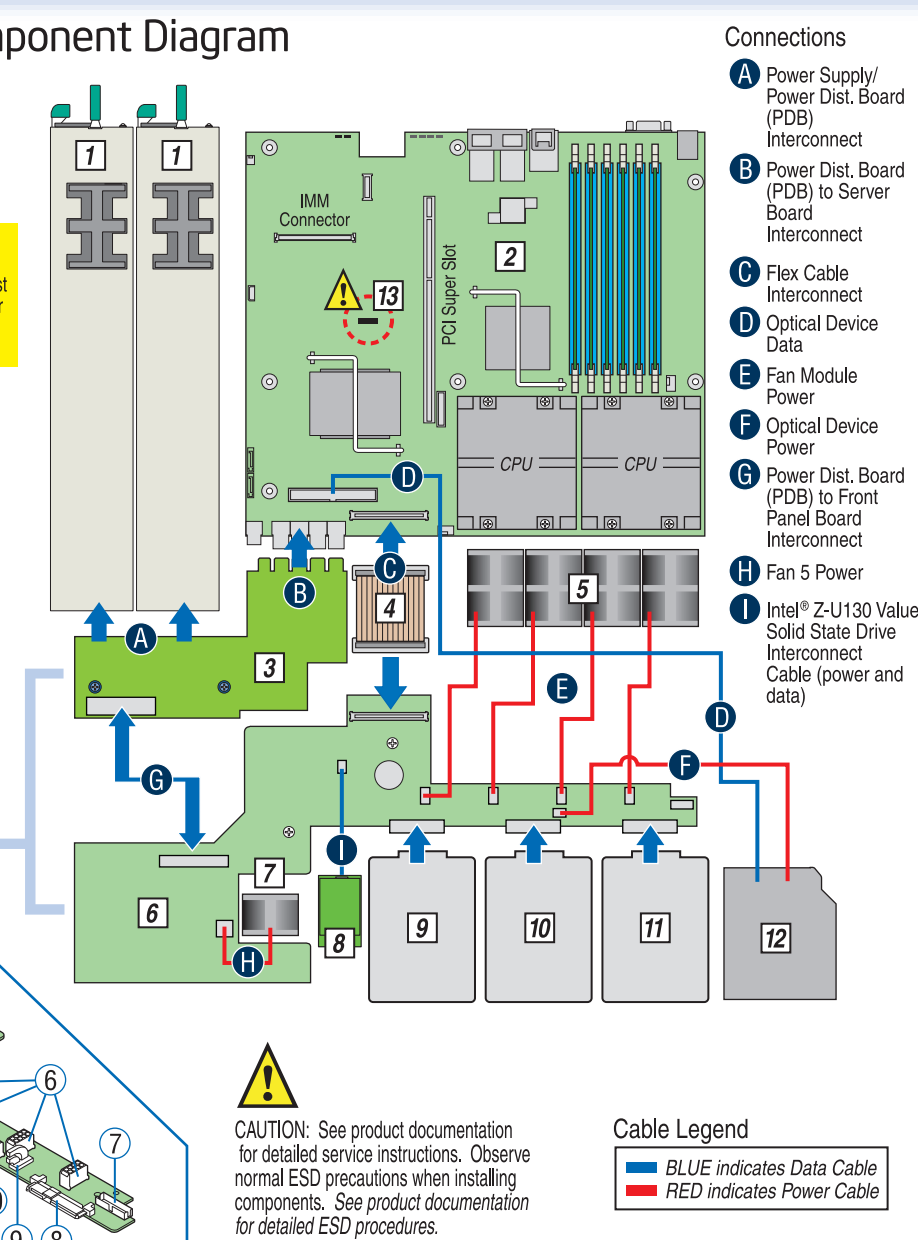 mponent Diagram
Connections
A Power Supply/
Power Dist. Board
(PDB)
Interconnect
B Power Dist. Board
(PDB) to Server
Board
Interconnect
C Flex Cable
Interconnect
D Optical Device
Data
E Fan Module
Power
F Optical Device
Power
G Power Dist. Board
(PDB) to Front
Panel Board
Interconnect
H Fan 5 Power
I Intel® Z-U130 Value
Solid State Drive
Interconnect
Cable (power and
data)
1
1
IMM
Connector
PCI Super Slot
2
13
st
r
CPU
CPU
D
B
C
4
5
A
3
E
D
G
F
I
7
6
8
9
10
11
12
H
6
7
9
8
CAUTION: See product documentation
for detailed service instructions. Observe
normal ESD precautions when installing
components. See product documentation
for detailed ESD procedures.
Cable Legend
BLUE indicates Data Cable
RED indicates Power Cable